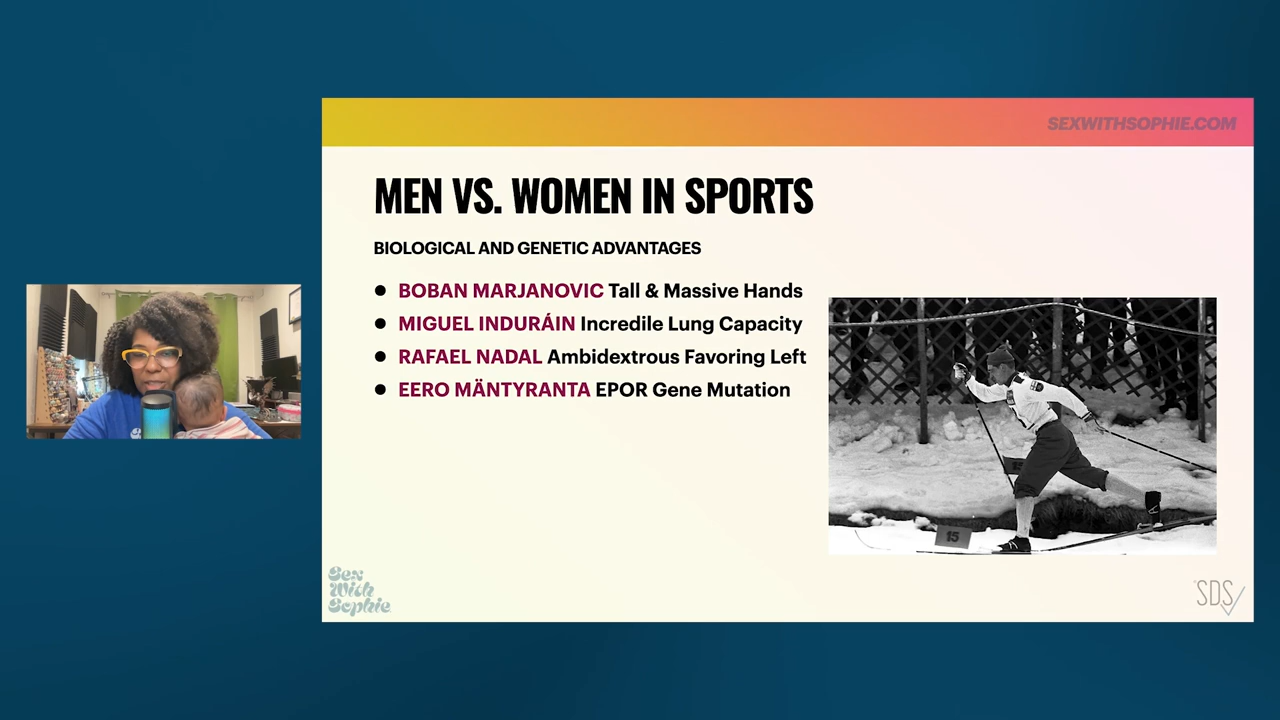 SEXWITHSOPHIE.COM
MEN VS. WOMEN IN SPORTS
BIOLOGICAL AND GENETIC ADVANTAGES
BOBAN MARJANOVIC Tall & Massive Hands
MIGUEL INDURÁIN Incredile Lung Capacity
RAFAEL NADAL Ambidextrous Favoring Left
EERO MÄNTYRANTA EPOR Gene Mutation
15
15
Sex
With
Sophie
SDS